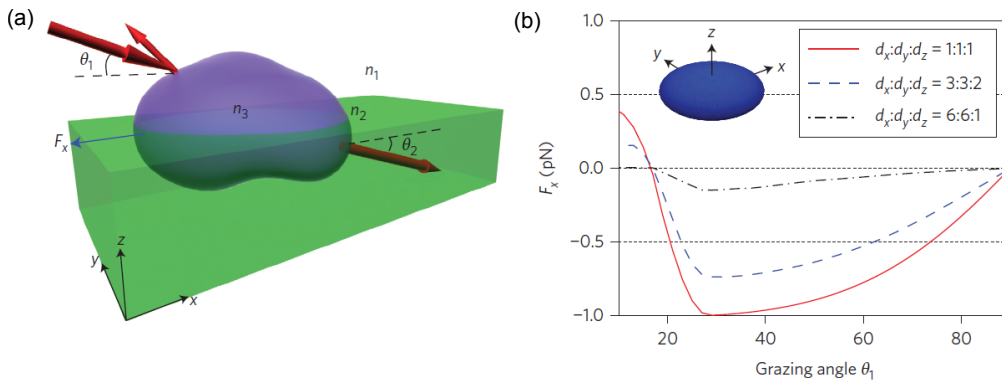 (a)
θ1
n1
n3
n2
Fx
θ2
z
y
x
(b)
1.0
0.5
0.0
−0.5
−1.0
Fx (pN)
z
y
x
dx:dy:dz = 1:1:1
dx:dy:dz = 3:3:2
dx:dy:dz = 6:6:1
20
40
60
80
Grazing angle θ1